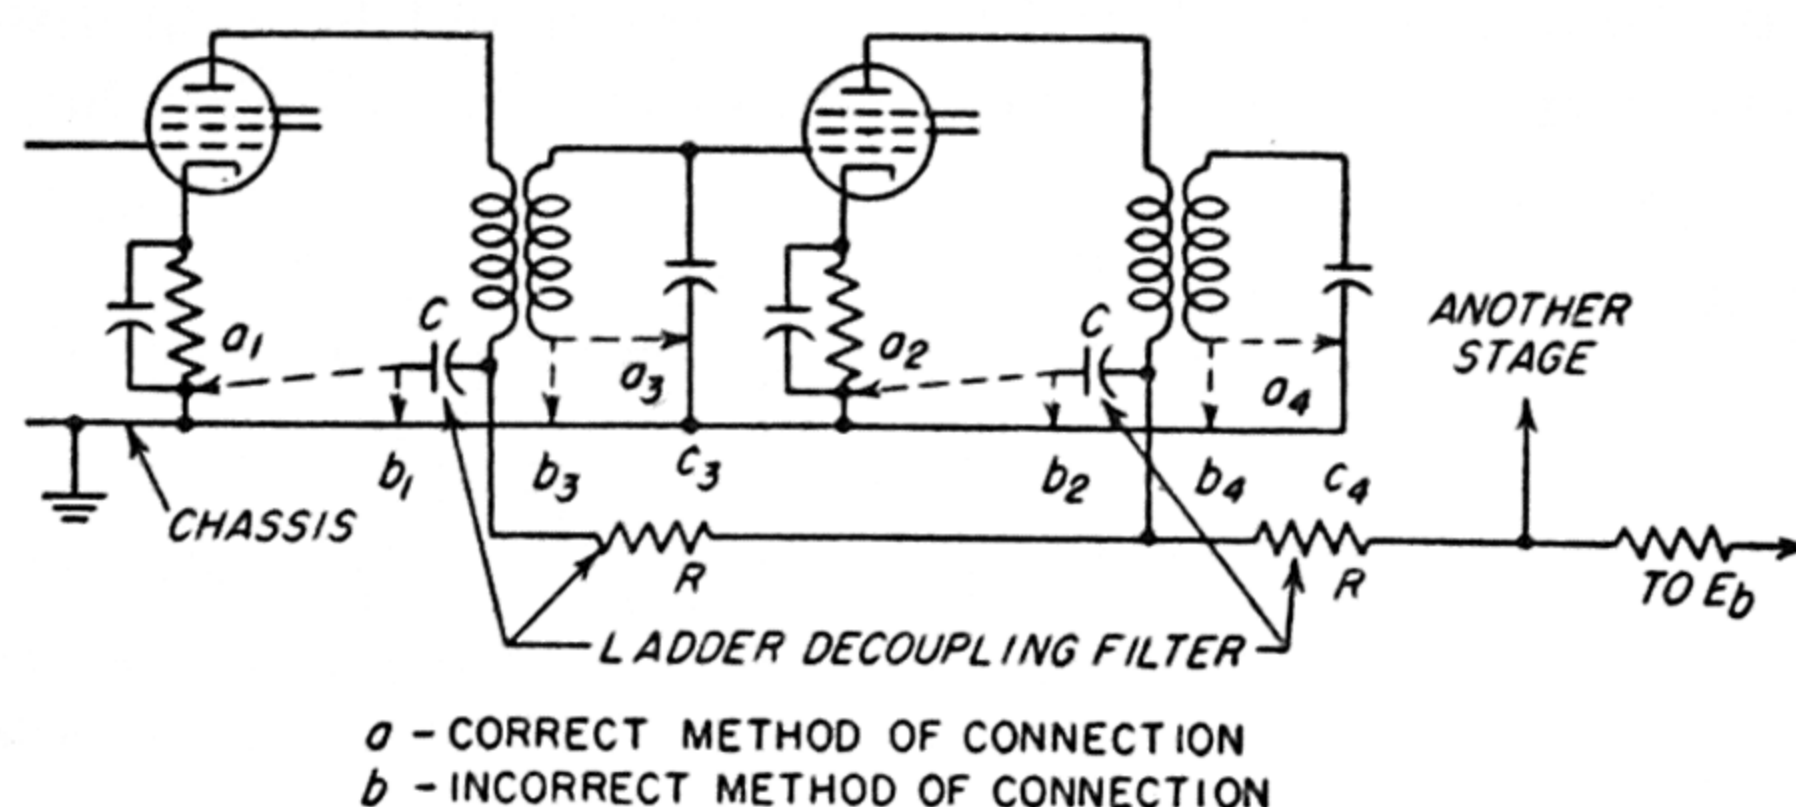 C
C
a1
a2
a3
a4
ANOTHER
STAGE
b1
b3
c3
b2
b4
c4
CHASSIS
R
R
TO Eb
LADDER DECOUPLING FILTER
a - CORRECT METHOD OF CONNECTION
b - INCORRECT METHOD OF CONNECTION